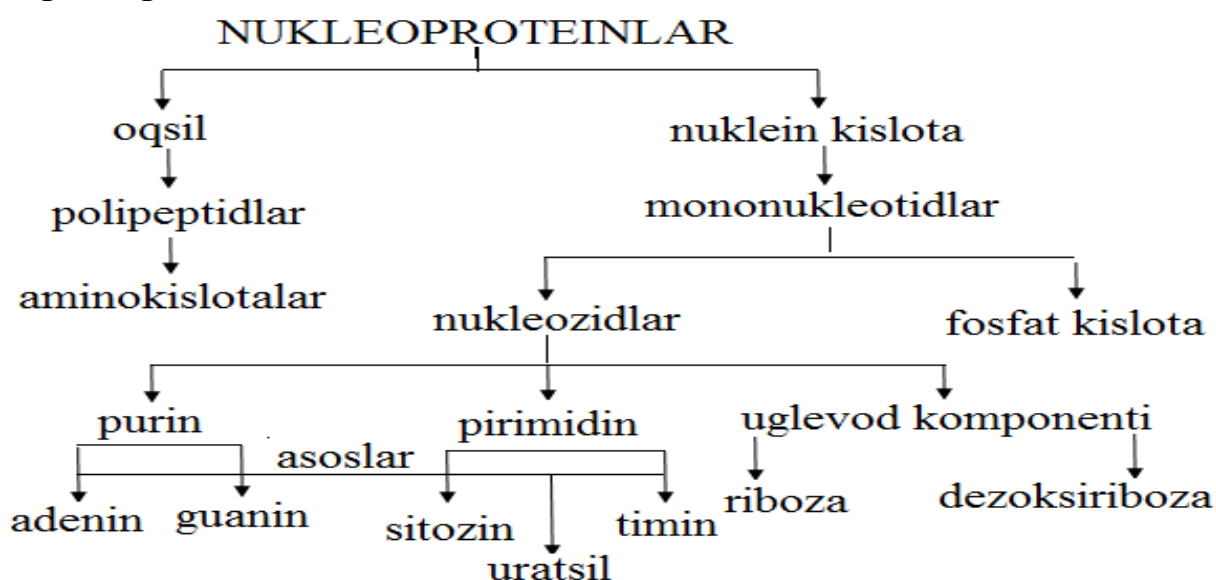 NUKLEOPROTEINLAR
oqsil
nuklein kislota
polipeptidlar
mononukleotidlar
aminokislotalar
nukleozidlar
fosfat kislota
purin
pirimidin
uglevod komponenti
asoslar
adenin
guanin
sitozin
timin
riboza
dezoksiriboza
uratsil